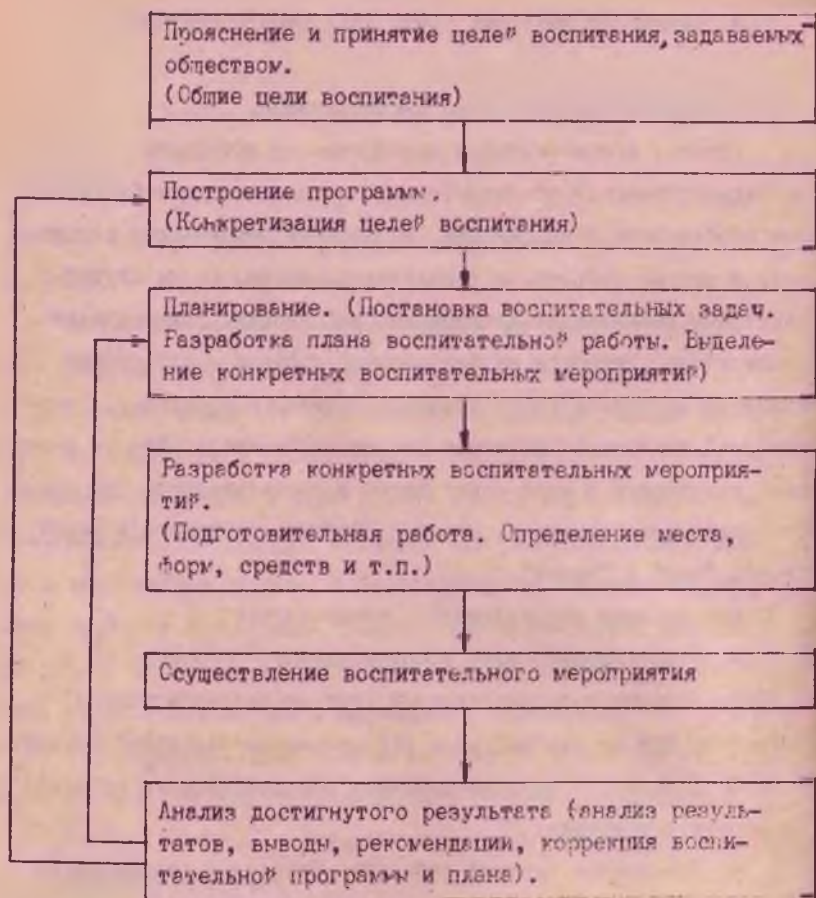 Прояснение и принятие целей воспитания, задаваемых
обществом.
(Общие цели воспитания)
Построение программ.
(Конкретизация целей воспитания)
Планирование. (Постановка воспитательных задач.
Разработка плана воспитательной работы. Выделе-
ние конкретных воспитательных мероприятий)
Разработка конкретных воспитательных мероприя-
тий.
(Подготовительная работа. Определение места,
форм, средств и т.п.)
Осуществление воспитательного мероприятия
Анализ достигнутого результата (анализ резуль-
татов, выводы, рекомендации, коррекция воспи-
тательной программы и плана).